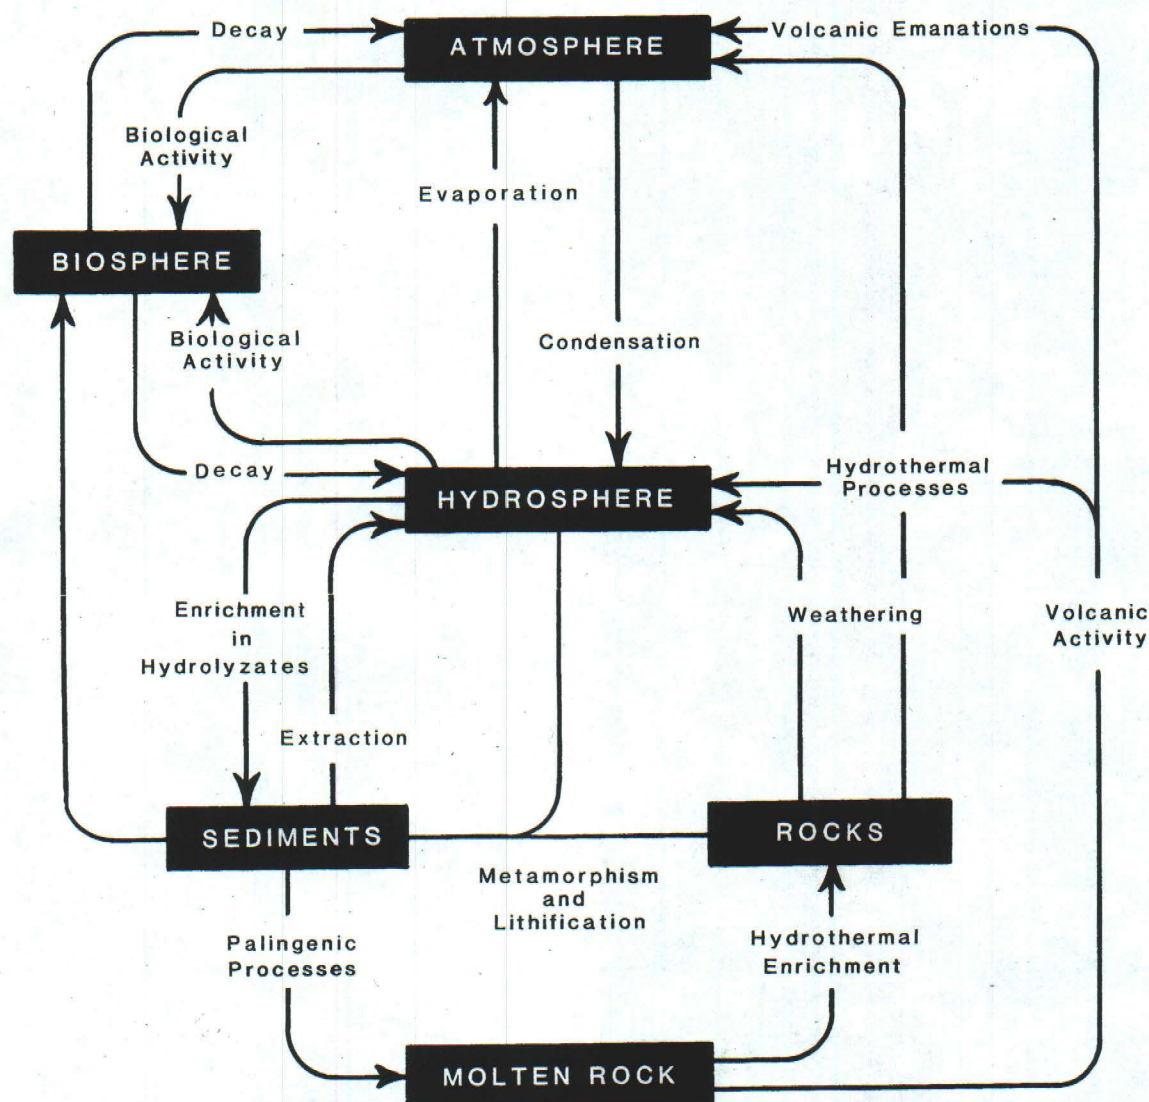 Decay
ATMOSPHERE
Volcanic Emanations
Biological
Activity
Evaporation
BIOSPHERE
Biological
Activity
Condensation
Decay
Hydrothermal
Processes
HYDROSPHERE
Enrichment
in
Hydrolyzates
Weathering
Volcanic
Activity
Extraction
SEDIMENTS
ROCKS
Metamorphism
and
Lithification
Palingenic
Processes
Hydrothermal
Enrichment
MOLTEN ROCK